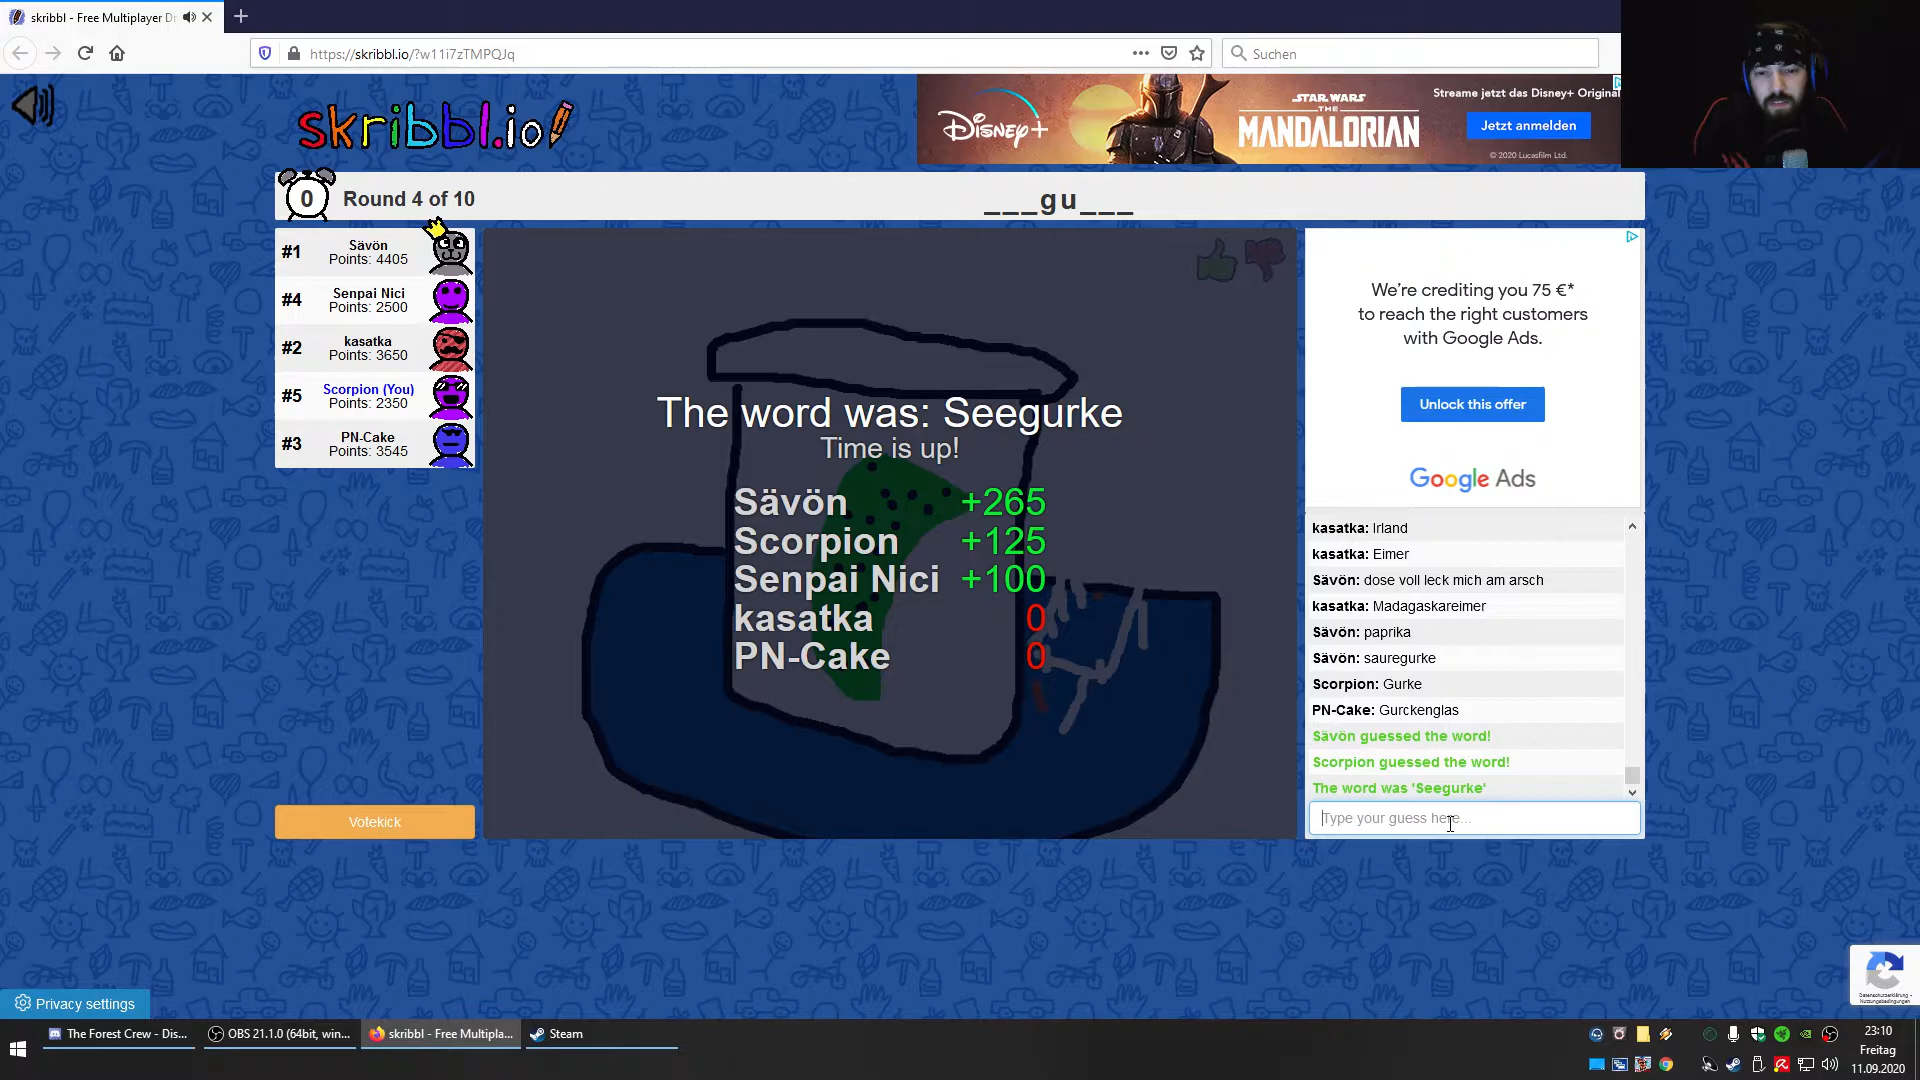 skribbl - Free Multiplayer Dr
https://skribbl.io/?w11i7zTMPQJq
Suchen
skribbl.io
Disney+
STAR WARS
THE
MANDALORIAN
Streame jetzt das Disney+ Original
Jetzt anmelden
© 2020 Lucasfilm Ltd.
0
Round 4 of 10
___gu___
#1
Sävön
Points: 4405
#4
Senpai Nici
Points: 2500
#2
kasatka
Points: 3650
#5
Scorpion (You)
Points: 2350
#3
PN-Cake
Points: 3545
Votekick
The word was: Seegurke
Time is up!
Sävön +265
Scorpion +125
Senpai Nici +100
kasatka 0
PN-Cake 0
We're crediting you 75 €*
to reach the right customers
with Google Ads.
Unlock this offer
Google Ads
kasatka: Irland
kasatka: Eimer
Sävön: dose voll leck mich am arsch
kasatka: Madagaskareimer
Sävön: paprika
Sävön: sauregurke
Scorpion: Gurke
PN-Cake: Gurckenglas
Sävön guessed the word!
Scorpion guessed the word!
The word was 'Seegurke'
Type your guess here...
Datenschutzerklärung -
Nutzungsbedingungen
Privacy settings
The Forest Crew - Dis...
OBS 21.1.0 (64bit, win...
skribbl - Free Multipla...
Steam
23:10
Freitag
11.09.2020